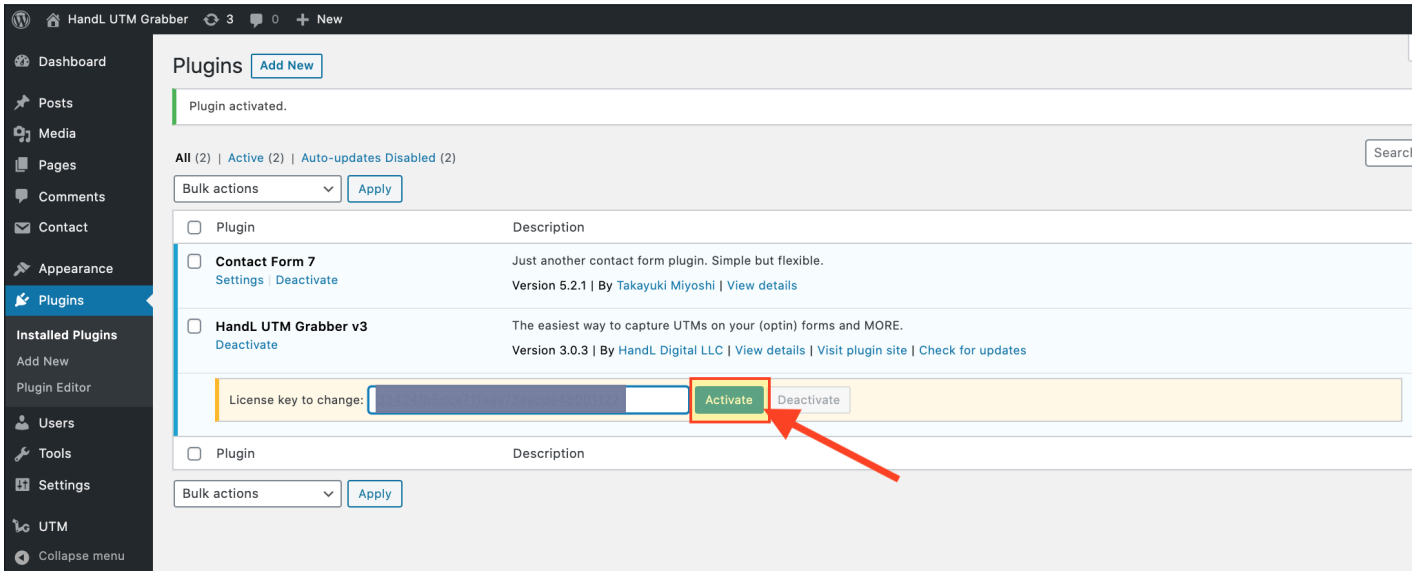 HandL UTM Grabber 3 0 New
Dashboard
Posts
Media
Pages
Comments
Contact
Appearance
Plugins
Installed Plugins
Add New
Plugin Editor
Users
Tools
Settings
UTM
Collapse menu
Plugins Add New
Plugin activated.
All (2) | Active (2) | Auto-updates Disabled (2)
Search
Bulk actions Apply
Plugin Description
Contact Form 7 Just another contact form plugin. Simple but flexible.
Settings | Deactivate Version 5.2.1 | By Takayuki Miyoshi | View details
HandL UTM Grabber v3 The easiest way to capture UTMs on your (optin) forms and MORE.
Deactivate Version 3.0.3 | By HandL Digital LLC | View details | Visit plugin site | Check for updates
License key to change: Activate Deactivate
Plugin Description
Bulk actions Apply